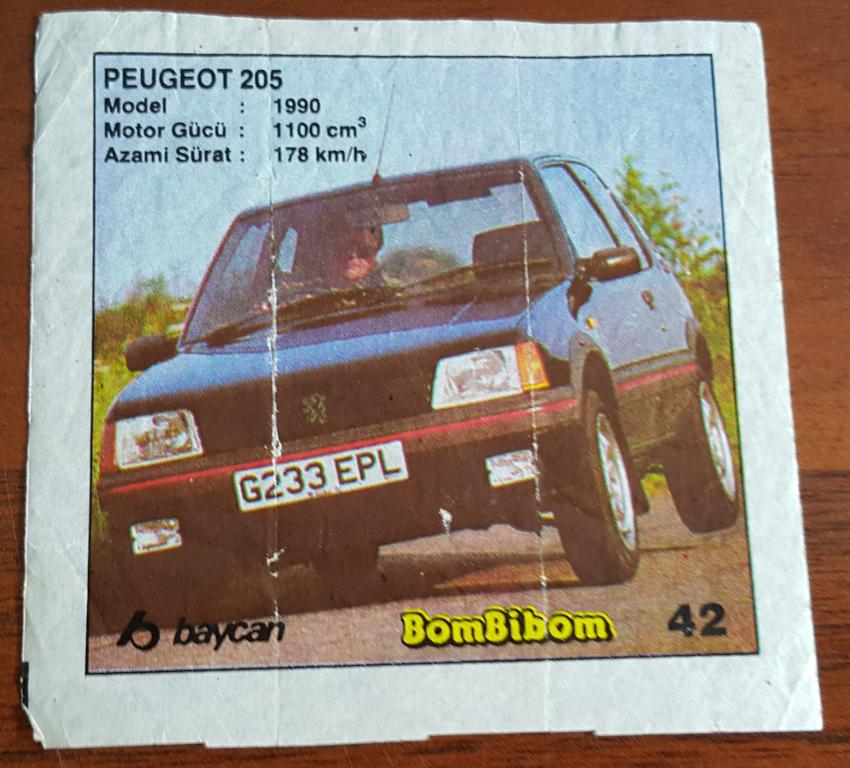 PEUGEOT 205
Model : 1990
Motor Gücü : 1100 cm³
Azami Sürat : 178 km/h
G233 EPL
baycan BomBibom 42